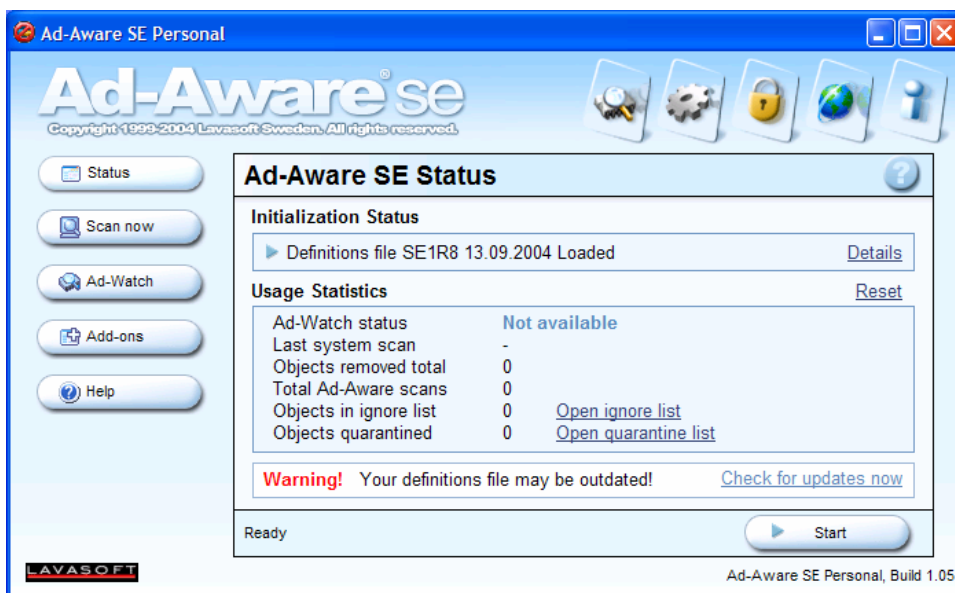 Ad-Aware SE Personal
Ad-Aware® se
Copyright 1999-2004 Lavasoft Sweden. All rights reserved.
Status
Scan now
Ad-Watch
Add-ons
Help
Ad-Aware SE Status
Initialization Status
Definitions file SE1R8 13.09.2004 Loaded Details
Usage Statistics Reset
Ad-Watch status Not available
Last system scan -
Objects removed total 0
Total Ad-Aware scans 0
Objects in ignore list 0 Open ignore list
Objects quarantined 0 Open quarantine list
Warning! Your definitions file may be outdated! Check for updates now
Ready Start
LAVASOFT
Ad-Aware SE Personal, Build 1.05